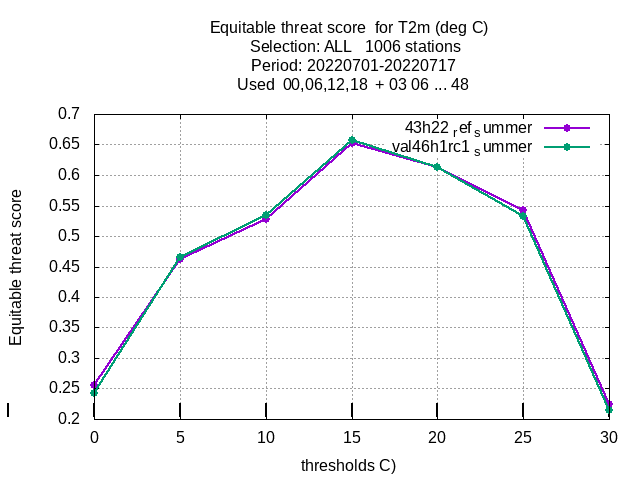 Equitable threat score for T2m (deg C)
Selection: ALL 1006 stations
Period: 20220701-20220717
Used 00,06,12,18 + 03 06 ... 48
0.7
0.65
0.6
0.55
0.5
0.45
0.4
0.35
0.3
0.25
0.2
Equitable threat score
43h22ᵣefₛummer
val46h1rc1ₛummer
0 5 10 15 20 25 30
thresholds C)